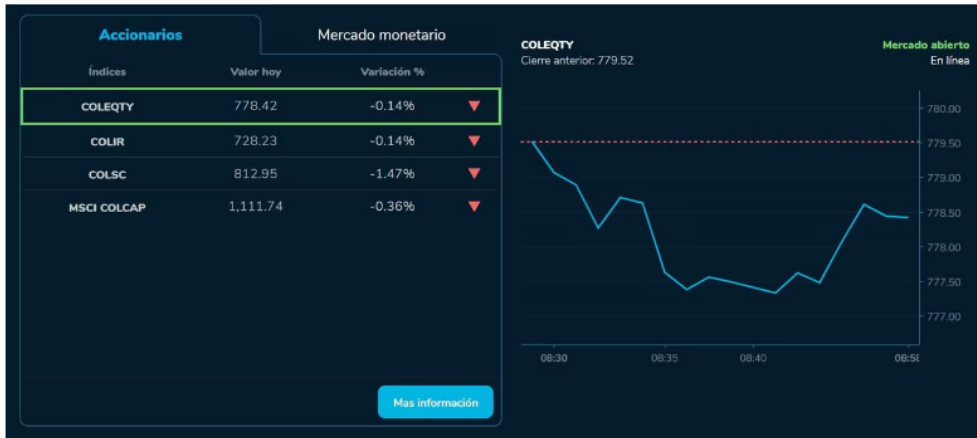 Accionarios
Mercado monetario
Índices Valor hoy Variación %
COLEQTY 778.42 -0.14%
COLIR 728.23 -0.14%
COLSC 812.95 -1.47%
MSCI COLCAP 1,111.74 -0.36%
Mas información
COLEQTY
Cierre anterior: 779.52
Mercado abierto
En línea
780.00
779.50
779.00
778.50
778.00
777.50
777.00
08:30 08:35 08:40